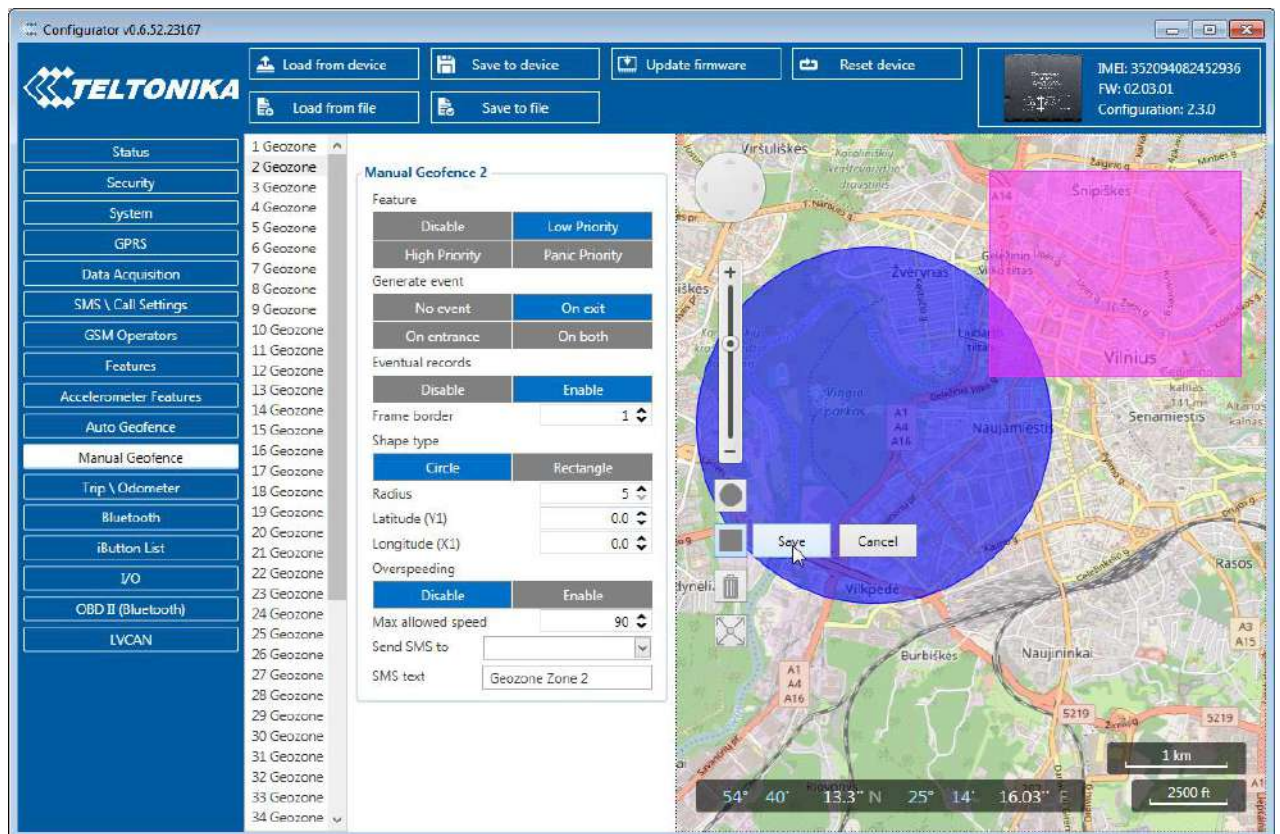 Configurator v0.6.52.23167
TELTONIKA
Load from device
Save to device
Update firmware
Reset device
Load from file
Save to file
IMEI: 352094082452936
FW: 02.03.01
Configuration: 2.3.0
Status
Security
System
GPRS
Data Acquisition
SMS \ Call Settings
GSM Operators
Features
Accelerometer Features
Auto Geofence
Manual Geofence
Trip \ Odometer
Bluetooth
iButton List
I/O
OBD II (Bluetooth)
LVCAN
1 Geozone
2 Geozone
3 Geozone
4 Geozone
5 Geozone
6 Geozone
7 Geozone
8 Geozone
9 Geozone
10 Geozone
11 Geozone
12 Geozone
13 Geozone
14 Geozone
15 Geozone
16 Geozone
17 Geozone
18 Geozone
19 Geozone
20 Geozone
21 Geozone
22 Geozone
23 Geozone
24 Geozone
25 Geozone
26 Geozone
27 Geozone
28 Geozone
29 Geozone
30 Geozone
31 Geozone
32 Geozone
33 Geozone
34 Geozone
Manual Geofence 2
Feature
Disable Low Priority
High Priority Panic Priority
Generate event
No event On exit
On entrance On both
Eventual records
Disable Enable
Frame border 1
Shape type
Circle Rectangle
Radius 5
Latitude (Y1) 0.0
Longitude (X1) 0.0
Overspeeding
Disable Enable
Max allowed speed 90
Send SMS to
SMS text Geozone Zone 2
Viršuliškės
Šnipiškės
A14
Žvėrynas
Vilnius
Vingio
parkas
A1
A4
A16
Naujamiestis
Senamiestis
Save Cancel
Rasos
Vilkpėdė
A3
A15
Burbiškės
Naujininkai
A1
A4
A16
5219
5219
1 km
2500 ft
54° 40' 13.3" N 25° 14' 16.03" E